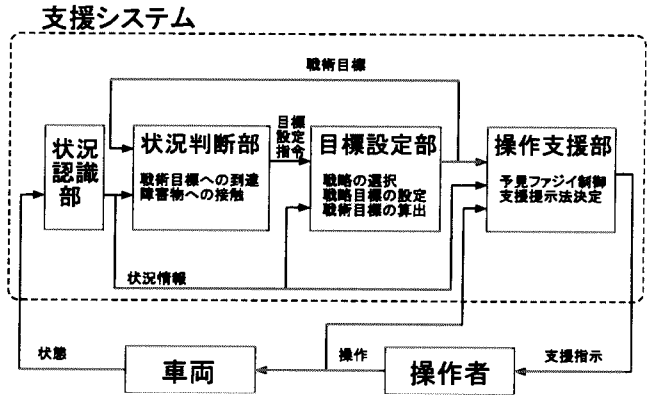 支援システム
戦術目標
状況
認識
部
状況判断部
戦術目標への到達
障害物への接触
目標
設定
指令
目標設定部
戦略の選択
戦略目標の設定
戦術目標の算出
操作支援部
予見ファジイ制御
支援提示法決定
状況情報
状態
車両
操作
操作者
支援指示